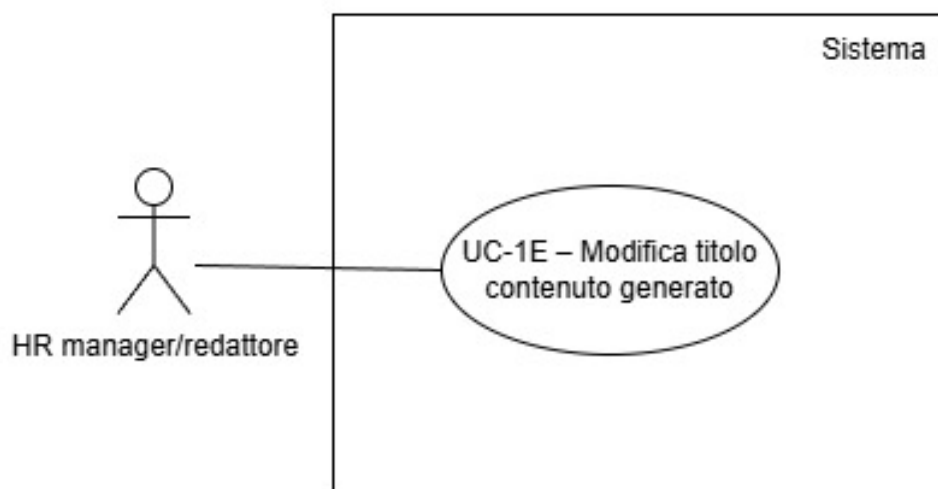 Sistema
UC-1E – Modifica titolo
contenuto generato
HR manager/redattore